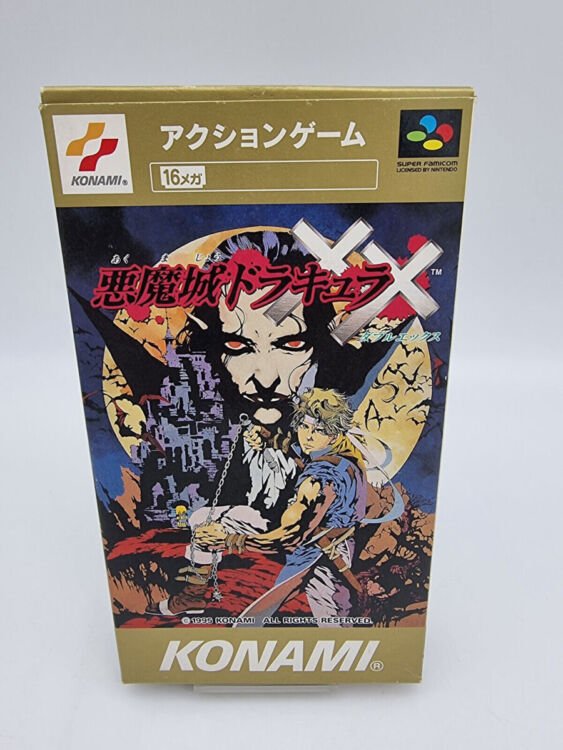 KONAMI®
アクションゲーム
16メガ
SUPER FAMICOM
LICENSED BY NINTENDO
あくまじょう
悪魔城ドラキュラXX™
ダブルエックス
© 1995 KONAMI ALL RIGHTS RESERVED
KONAMI®